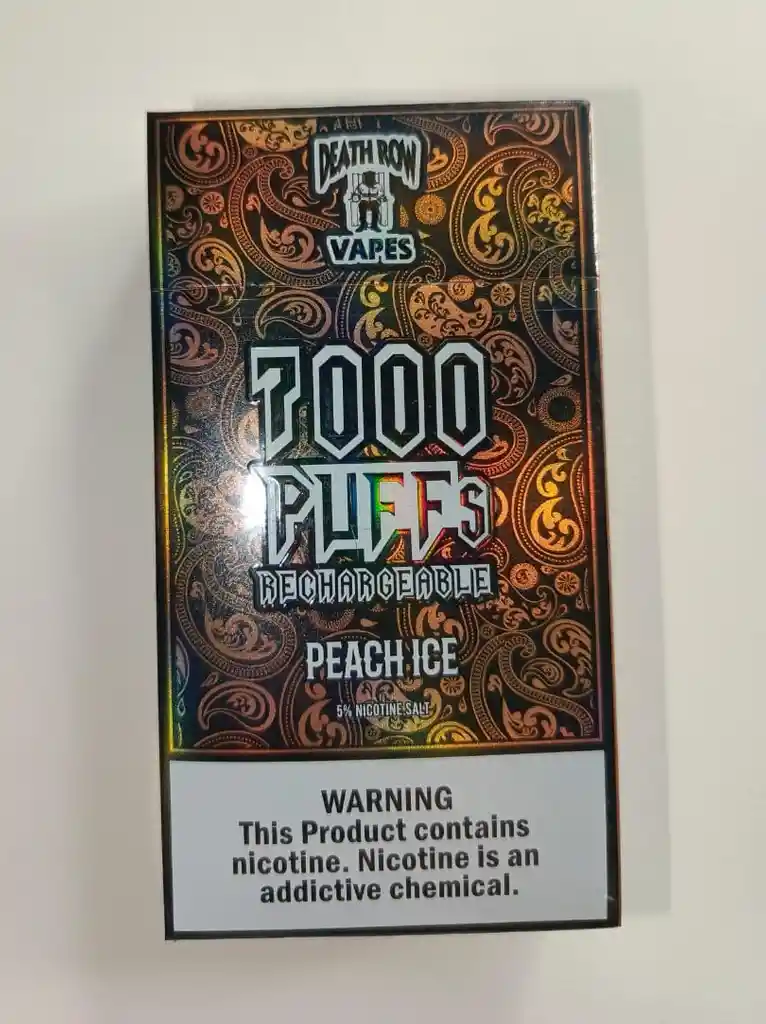 DEATH ROW
VAPES
7000
PUFFS
RECHARGEABLE
PEACH ICE
5% NICOTINE SALT
WARNING
This Product contains
nicotine. Nicotine is an
addictive chemical.